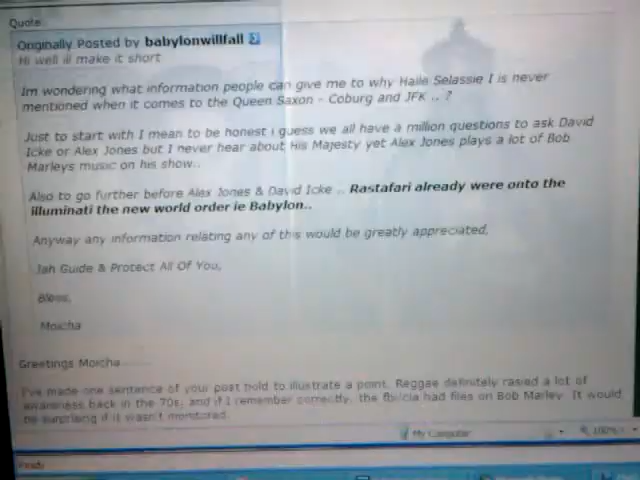 Quote
Originally Posted by babylonwillfall
Hi well ill make it short
Im wondering what information people can give me to why Haile Selassie I is never
mentioned when it comes to the Queen Saxon - Coburg and JFK .. ?
Just to start with I mean to be honest i guess we all have a million questions to ask David
Icke or Alex Jones but I never hear about His Majesty yet Alex Jones plays a lot of Bob
Marleys music on his show..
Also to go further before Alex Jones & David Icke .. Rastafari already were onto the
illuminati the new world order ie Babylon..
Anyway any information relating any of this would be greatly appreciated,
Jah Guide & Protect All Of You,
Bless,
Moicha
Greetings Moicha......
I've made one sentence of your post bold to illustrate a point. Reggae definitely rasied a lot of
awareness back in the 70s, and if I remember correctly, the fbi/cia had files on Bob Marley. It would
be surprising if it wasn't monitored.
My Computer
100%